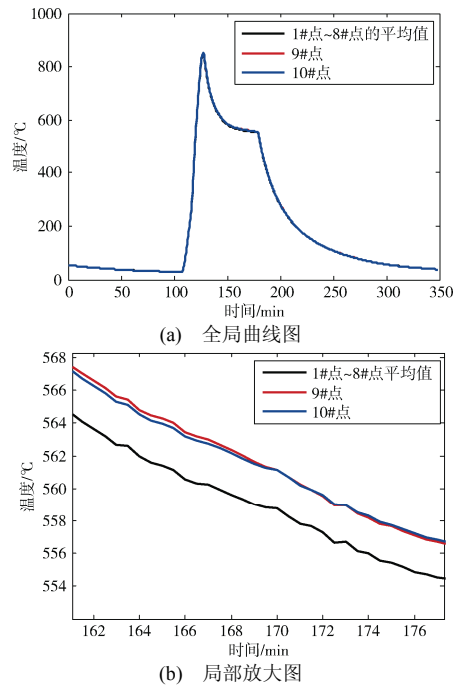 1000
800
600
400
200
0
温度/℃
1#点~8#点的平均值
9#点
10#点
0 50 100 150 200 250 300 350
时间/min
(a) 全局曲线图
568
566
564
562
560
558
556
554
温度/℃
1#点~8#点平均值
9#点
10#点
162 164 166 168 170 172 174 176
时间/min
(b) 局部放大图